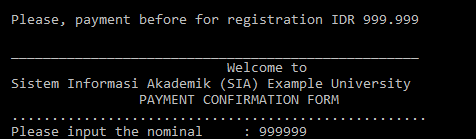 Please, payment before for registration IDR 999.999
___________________________________________________
Welcome to
Sistem Informasi Akademik (SIA) Example University
PAYMENT CONFIRMATION FORM
....................................................
Please input the nominal     : 999999